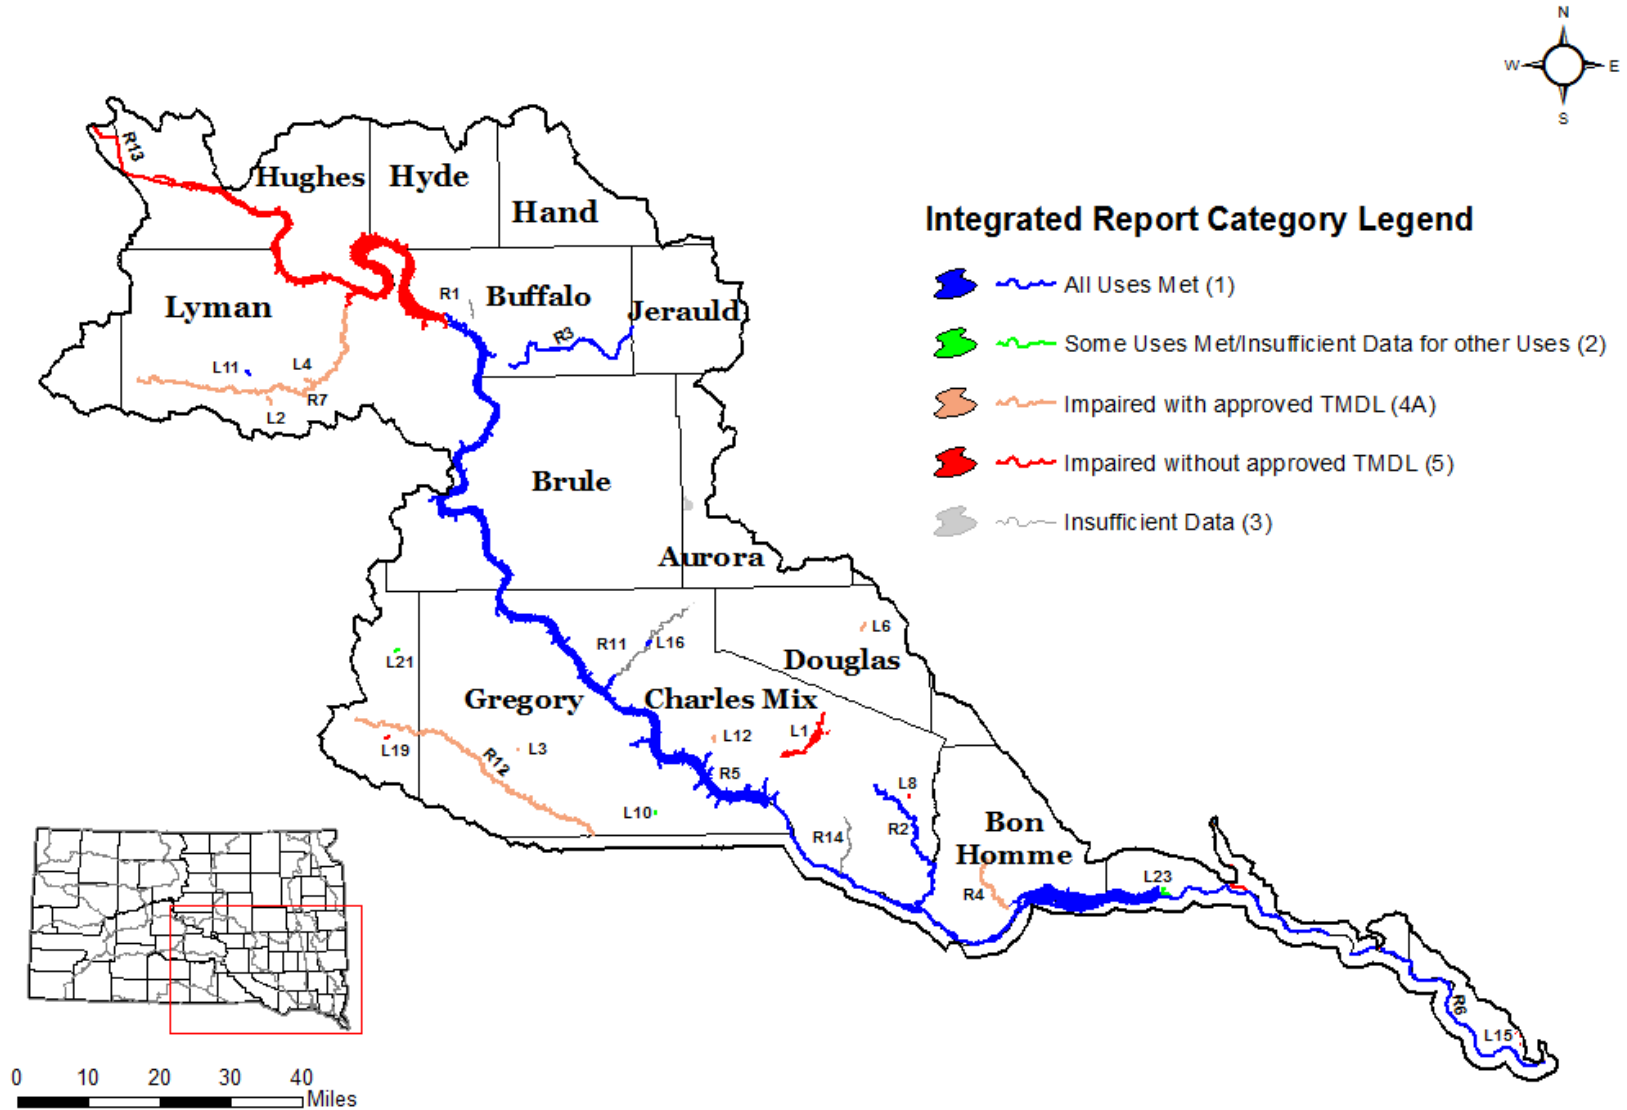 N
W E
S
R13
Hughes
Hyde
Hand
Integrated Report Category Legend
All Uses Met (1)
Some Uses Met/Insufficient Data for other Uses (2)
Impaired with approved TMDL (4A)
Impaired without approved TMDL (5)
Insufficient Data (3)
Lyman
R1
Buffalo
Jerauld
R3
L11
L4
R7
L2
Brule
Aurora
L6
R11
L16
L21
Douglas
Gregory
Charles Mix
L1
L12
L19
L3
R12
R5
L8
L10
R2
R14
Bon
Homme
L23
R4
R6
L15
0 10 20 30 40
Miles